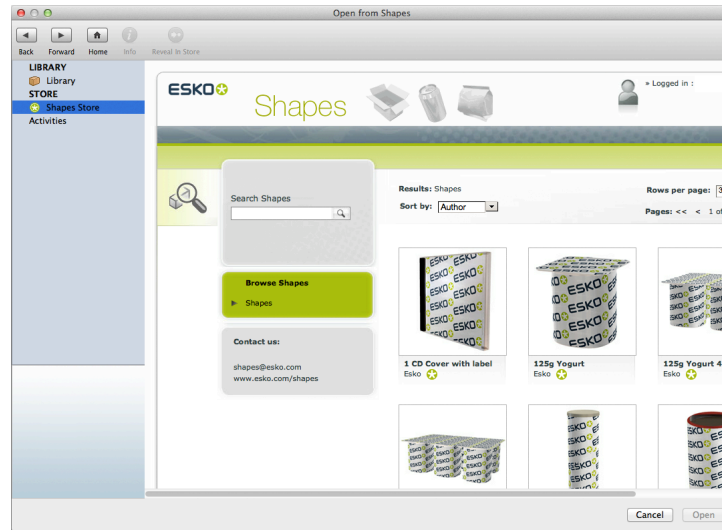 Open from Shapes
Back Forward Home Info Reveal in Store
LIBRARY
Library
STORE
Shapes Store
Activities
ESKO
Shapes
» Logged in :
Search Shapes
Results: Shapes
Sort by: Author
Rows per page: 3
Pages: << < 1 of
Browse Shapes
Shapes
Contact us:
shapes@esko.com
www.esko.com/shapes
1 CD Cover with label
Esko
125g Yogurt
Esko
125g Yogurt 4
Esko
Cancel Open